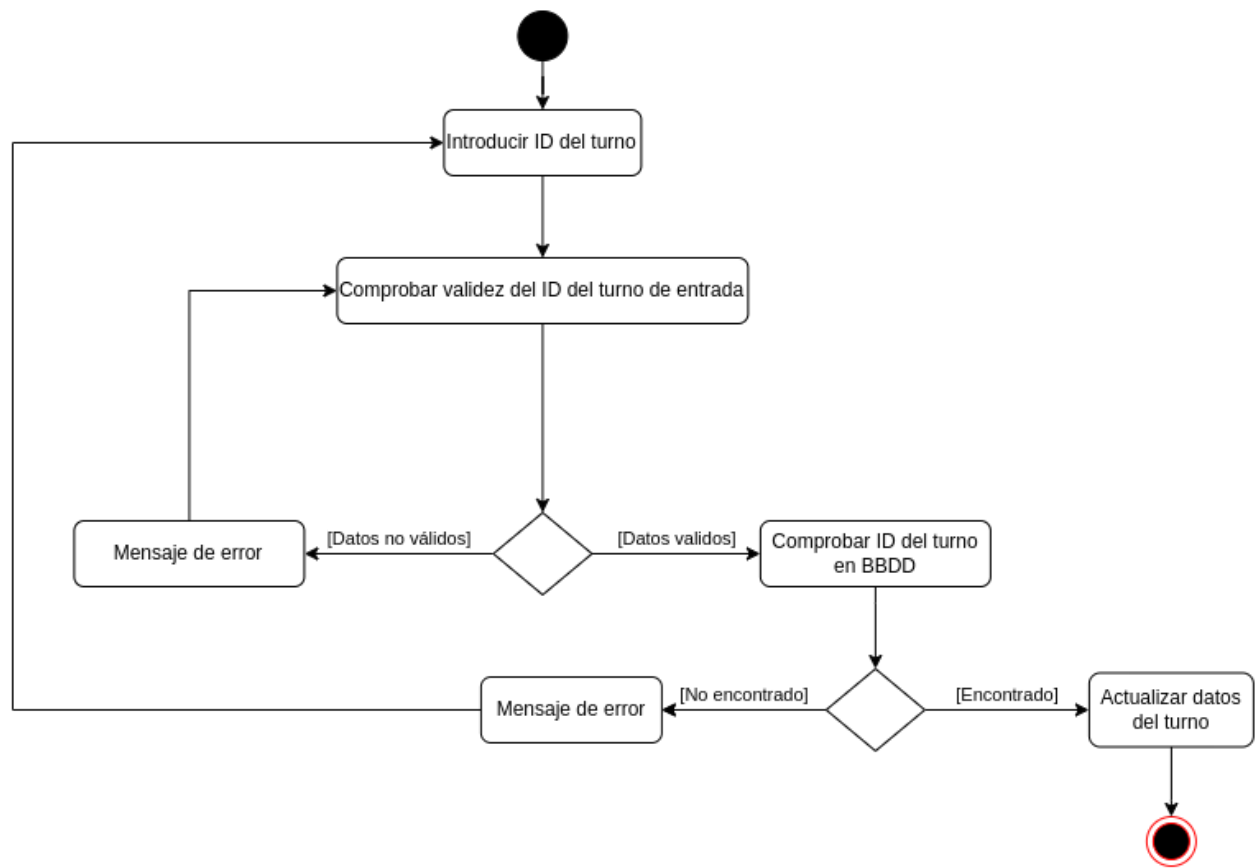 Introducir ID del turno
Comprobar validez del ID del turno de entrada
[Datos no válidos]
[Datos validos]
Mensaje de error
Comprobar ID del turno
en BBDD
[No encontrado]
[Encontrado]
Mensaje de error
Actualizar datos
del turno